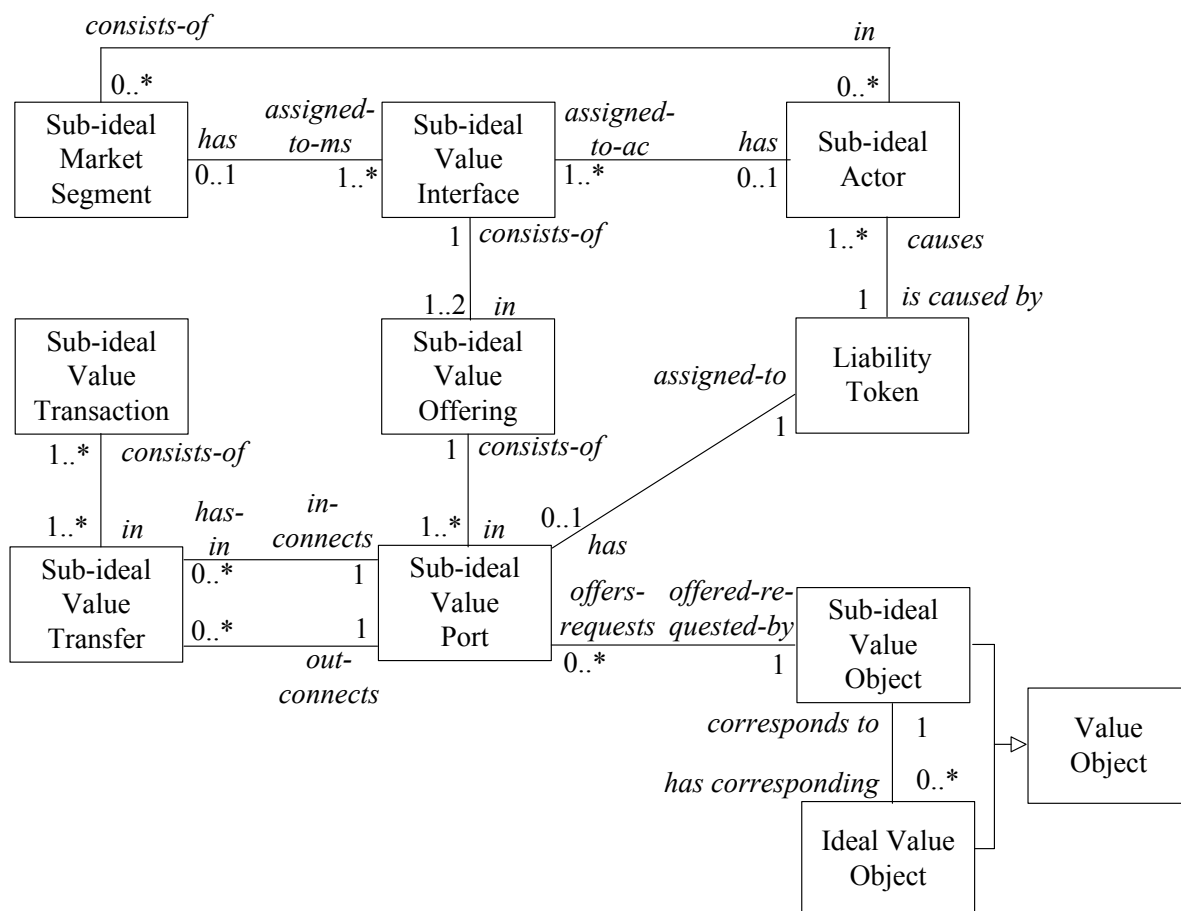 consists-of
in
0..*
0..*
Sub-ideal
Market
Segment
has
0..1
assigned-
to-ms
1..*
Sub-ideal
Value
Interface
assigned-
to-ac
1..*
has
0..1
Sub-ideal
Actor
1
consists-of
1..*
causes
1..2
in
1
is caused by
Sub-ideal
Value
Transaction
Sub-ideal
Value
Offering
assigned-to
1
Liability
Token
1..*
consists-of
1
consists-of
1..*
in
has-
in
0..*
in-
connects
1
1..*
in
0..1
has
Sub-ideal
Value
Transfer
0..*
1
out-
connects
Sub-ideal
Value
Port
offers-
requests
0..*
offered-re-
quested-by
1
Sub-ideal
Value
Object
corresponds to
1
has corresponding
0..*
Value
Object
Ideal Value
Object